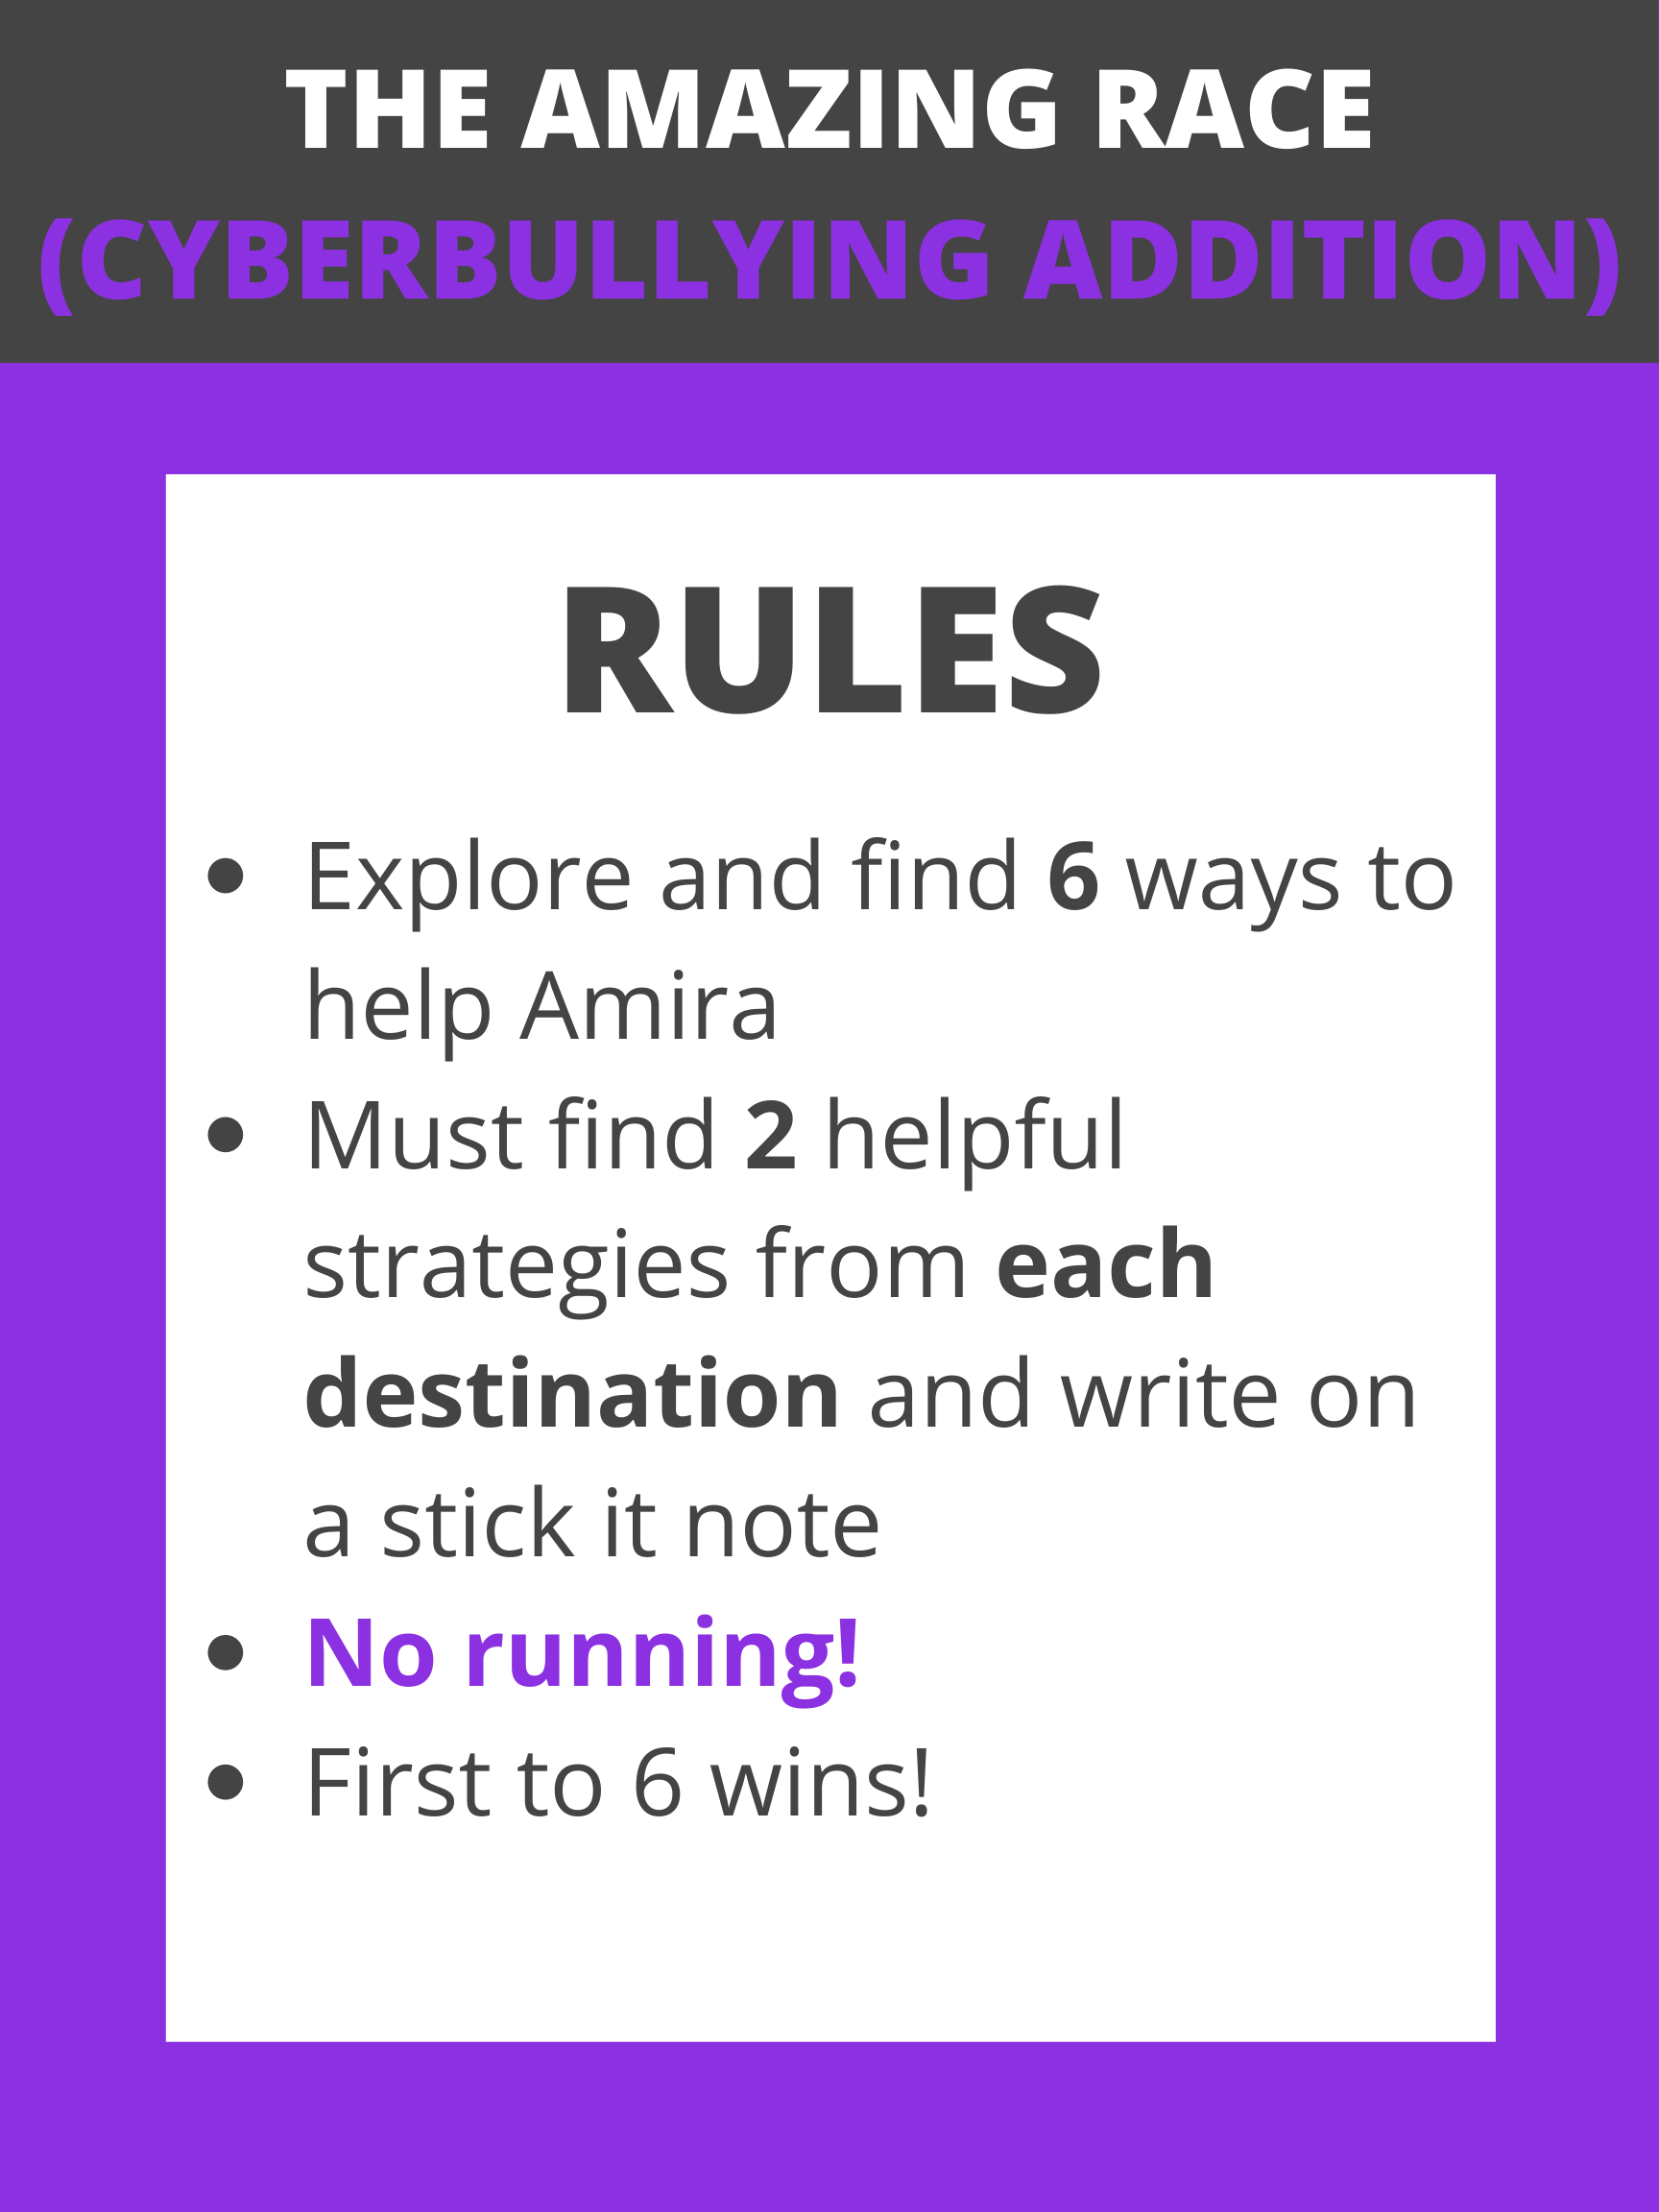 THE AMAZING RACE
(CYBERBULLYING ADDITION)
RULES
• Explore and find 6 ways to
help Amira
• Must find 2 helpful
strategies from each
destination and write on
a stick it note
• No running!
• First to 6 wins!